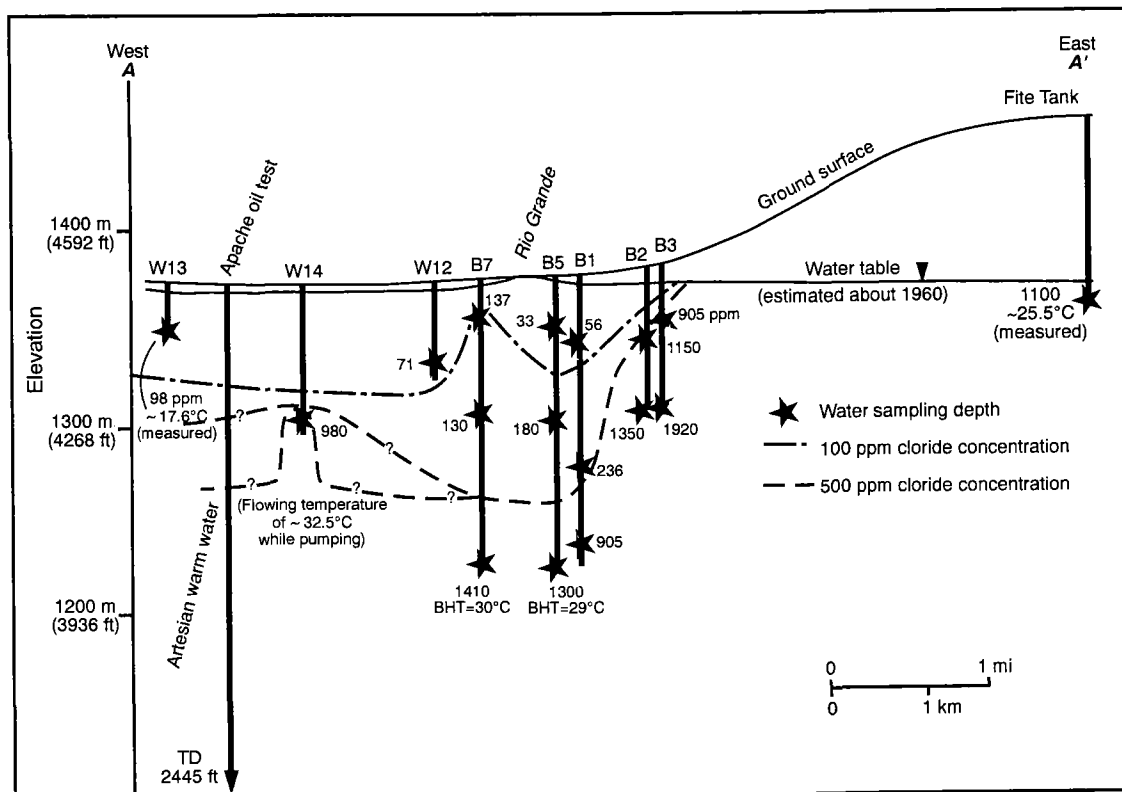 West
A
East
A'
Fite Tank
Apache oil test
Rio Grande
Ground surface
1400 m
(4592 ft)
W13
W14
W12
B7
B5
B1
B2
B3
Water table
(estimated about 1960)
137
33
56
905 ppm
1150
1100
~25.5°C
(measured)
Elevation
71
98 ppm
~17.6°C
(measured)
1300 m
(4268 ft)
?
?
980
130
180
1350
1920
236
Water sampling depth
100 ppm cloride concentration
500 ppm cloride concentration
?
?
?
(Flowing temperature
of ~ 32.5°C
while pumping)
Artesian warm water
905
1410
BHT=30°C
1300
BHT=29°C
1200 m
(3936 ft)
0
1 mi
0
1 km
TD
2445 ft